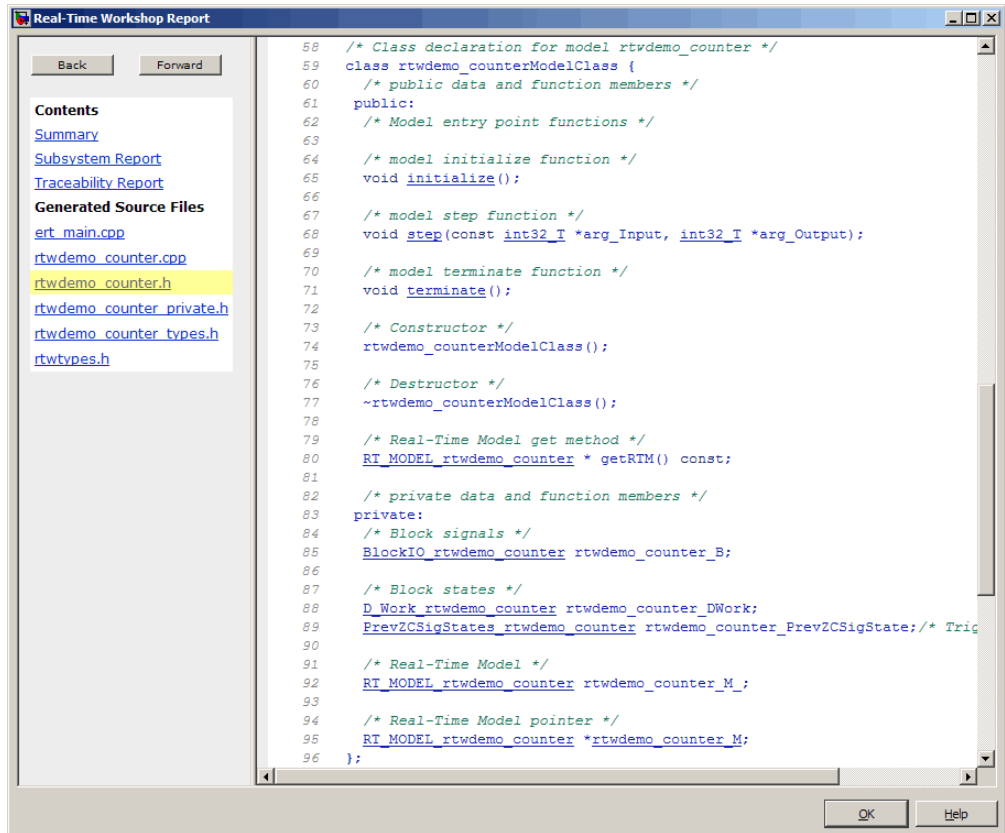 Real-Time Workshop Report
Back
Forward
Contents
Summary
Subsystem Report
Traceability Report
Generated Source Files
ert_main.cpp
rtwdemo_counter.cpp
rtwdemo_counter.h
rtwdemo_counter_private.h
rtwdemo_counter_types.h
rtwtypes.h
58 /* Class declaration for model rtwdemo_counter */
59 class rtwdemo_counterModelClass {
60 /* public data and function members */
61 public:
62 /* Model entry point functions */
63
64 /* model initialize function */
65 void initialize();
66
67 /* model step function */
68 void step(const int32_T *arg_Input, int32_T *arg_Output);
69
70 /* model terminate function */
71 void terminate();
72
73 /* Constructor */
74 rtwdemo_counterModelClass();
75
76 /* Destructor */
77 ~rtwdemo_counterModelClass();
78
79 /* Real-Time Model get method */
80 RT_MODEL_rtwdemo_counter * getRTM() const;
81
82 /* private data and function members */
83 private:
84 /* Block signals */
85 BlockIO_rtwdemo_counter rtwdemo_counter_B;
86
87 /* Block states */
88 D_Work_rtwdemo_counter rtwdemo_counter_DWork;
89 PrevZCSigStates_rtwdemo_counter rtwdemo_counter_PrevZCSigState;/* Trig
90
91 /* Real-Time Model */
92 RT_MODEL_rtwdemo_counter rtwdemo_counter_M_;
93
94 /* Real-Time Model pointer */
95 RT_MODEL_rtwdemo_counter *rtwdemo_counter_M;
96 };
OK
Help